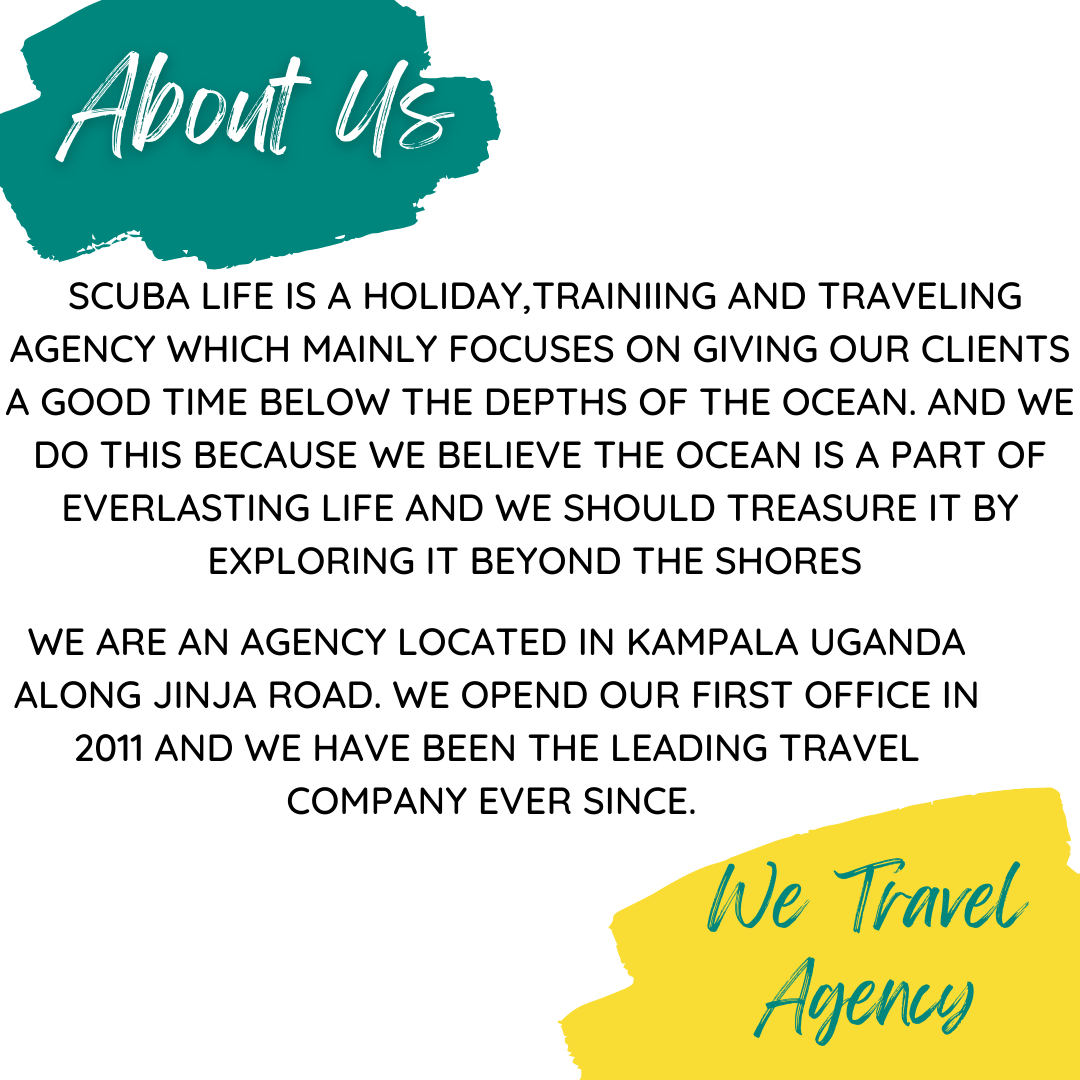 About Us
SCUBA LIFE IS A HOLIDAY,TRAINIING AND TRAVELING
AGENCY WHICH MAINLY FOCUSES ON GIVING OUR CLIENTS
A GOOD TIME BELOW THE DEPTHS OF THE OCEAN. AND WE
DO THIS BECAUSE WE BELIEVE THE OCEAN IS A PART OF
EVERLASTING LIFE AND WE SHOULD TREASURE IT BY
EXPLORING IT BEYOND THE SHORES
WE ARE AN AGENCY LOCATED IN KAMPALA UGANDA
ALONG JINJA ROAD. WE OPEND OUR FIRST OFFICE IN
2011 AND WE HAVE BEEN THE LEADING TRAVEL
COMPANY EVER SINCE.
We Travel
Agency